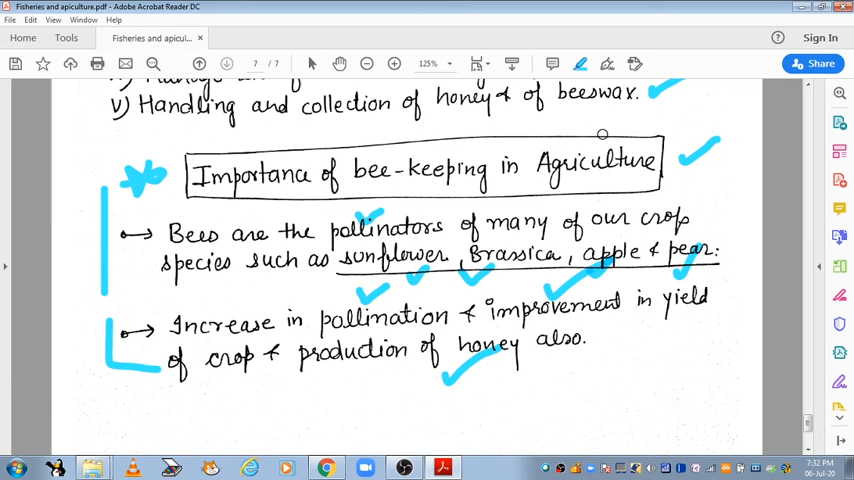 Fisheries and apiculture.pdf - Adobe Acrobat Reader DC
File Edit View Window Help
Home Tools Fisheries and apicul... × Sign In
7 / 7 125% Share
v) Handling and collection of honey & of beeswax.
Importance of bee-keeping in Agriculture
→ Bees are the pollinators of many of our crop
species such as sunflower, Brassica, apple & pear.
→ Increase in pollination & improvement in yield
of crop & production of honey also.
7:32 PM
06-Jul-20